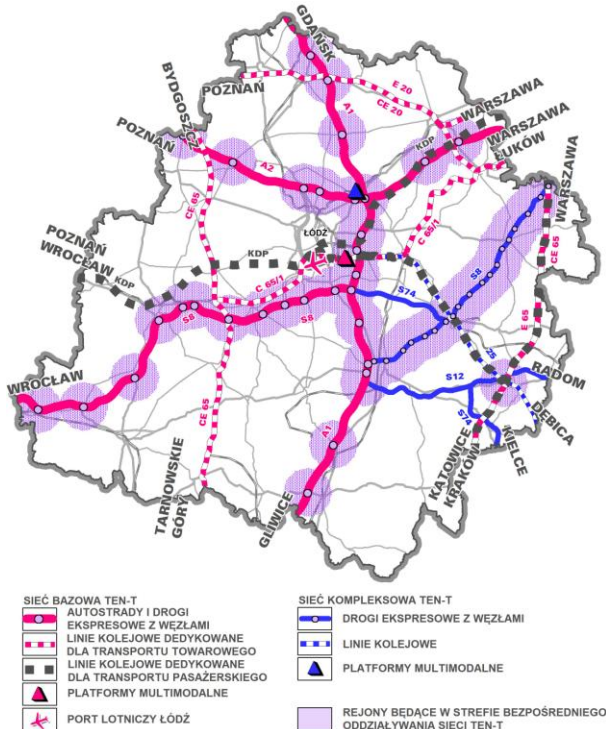 GDAŃSK
BYDGOSZCZ
POZNAŃ
E 20
CE 20
A1
WARSZAWA
KDP
WARSZAWA
ŁUKÓW
POZNAŃ
A2
WARSZAWA
CE 65
C 65/1
CE 65
ŁÓDŹ
POZNAŃ
WROCŁAW
KDP
KDP
C 65/1
S74
S8
S8
S8
25
E 65
S12
RADOM
WROCŁAW
CE 65
S74
DĘBICA
A1
KIELCE
KATOWICE
KRAKÓW
TARNOWSKIE
GÓRY
GLIWICE
SIEĆ BAZOWA TEN-T
AUTOSTRADY I DROGI
EKSPRESOWE Z WĘZŁAMI
LINIE KOLEJOWE DEDYKOWANE
DLA TRANSPORTU TOWAROWEGO
LINIE KOLEJOWE DEDYKOWANE
DLA TRANSPORTU PASAŻERSKIEGO
PLATFORMY MULTIMODALNE
PORT LOTNICZY ŁÓDŹ
SIEĆ KOMPLEKSOWA TEN-T
DROGI EKSPRESOWE Z WĘZŁAMI
LINIE KOLEJOWE
PLATFORMY MULTIMODALNE
REJONY BĘDĄCE W STREFIE BEZPOŚREDNIEGO
ODDZIAŁYWANIA SIECI TEN-T